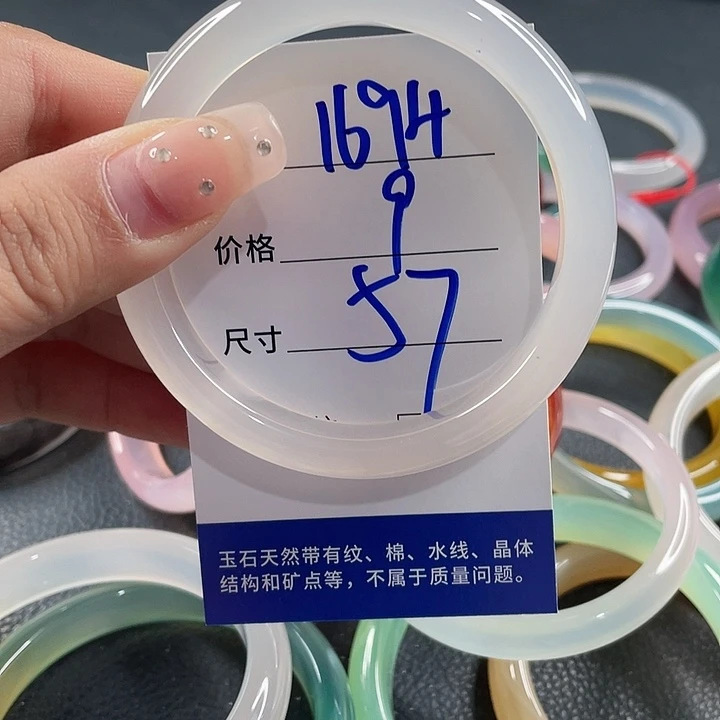 1694
价格 9
尺寸 57
玉石天然带有纹、棉、水线、晶体
结构和矿点等，不属于质量问题。